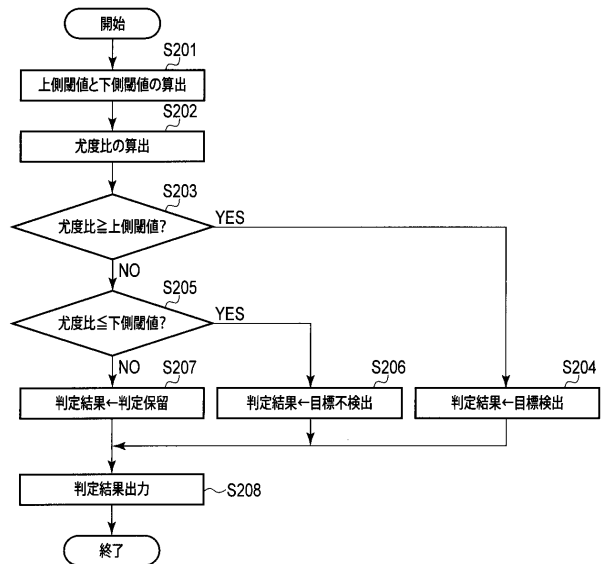 開始
S201
上側閾値と下側閾値の算出
S202
尤度比の算出
S203
尤度比≧上側閾値?
YES
NO
S205
尤度比≦下側閾値?
YES
NO
S207
判定結果←判定保留
S206
判定結果←目標不検出
S204
判定結果←目標検出
判定結果出力
S208
終了